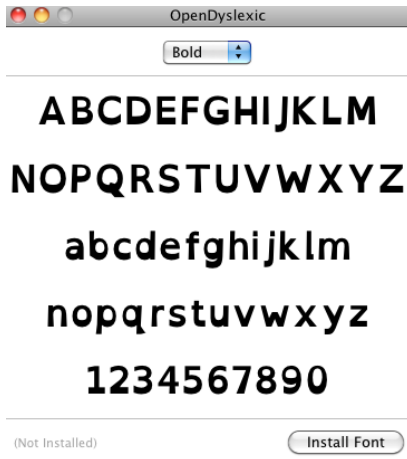 OpenDyslexic
Bold
ABCDEFGHIJKLM
NOPQRSTUVWXYZ
abcdefghijklm
nopqrstuvwxyz
1234567890
(Not Installed) Install Font